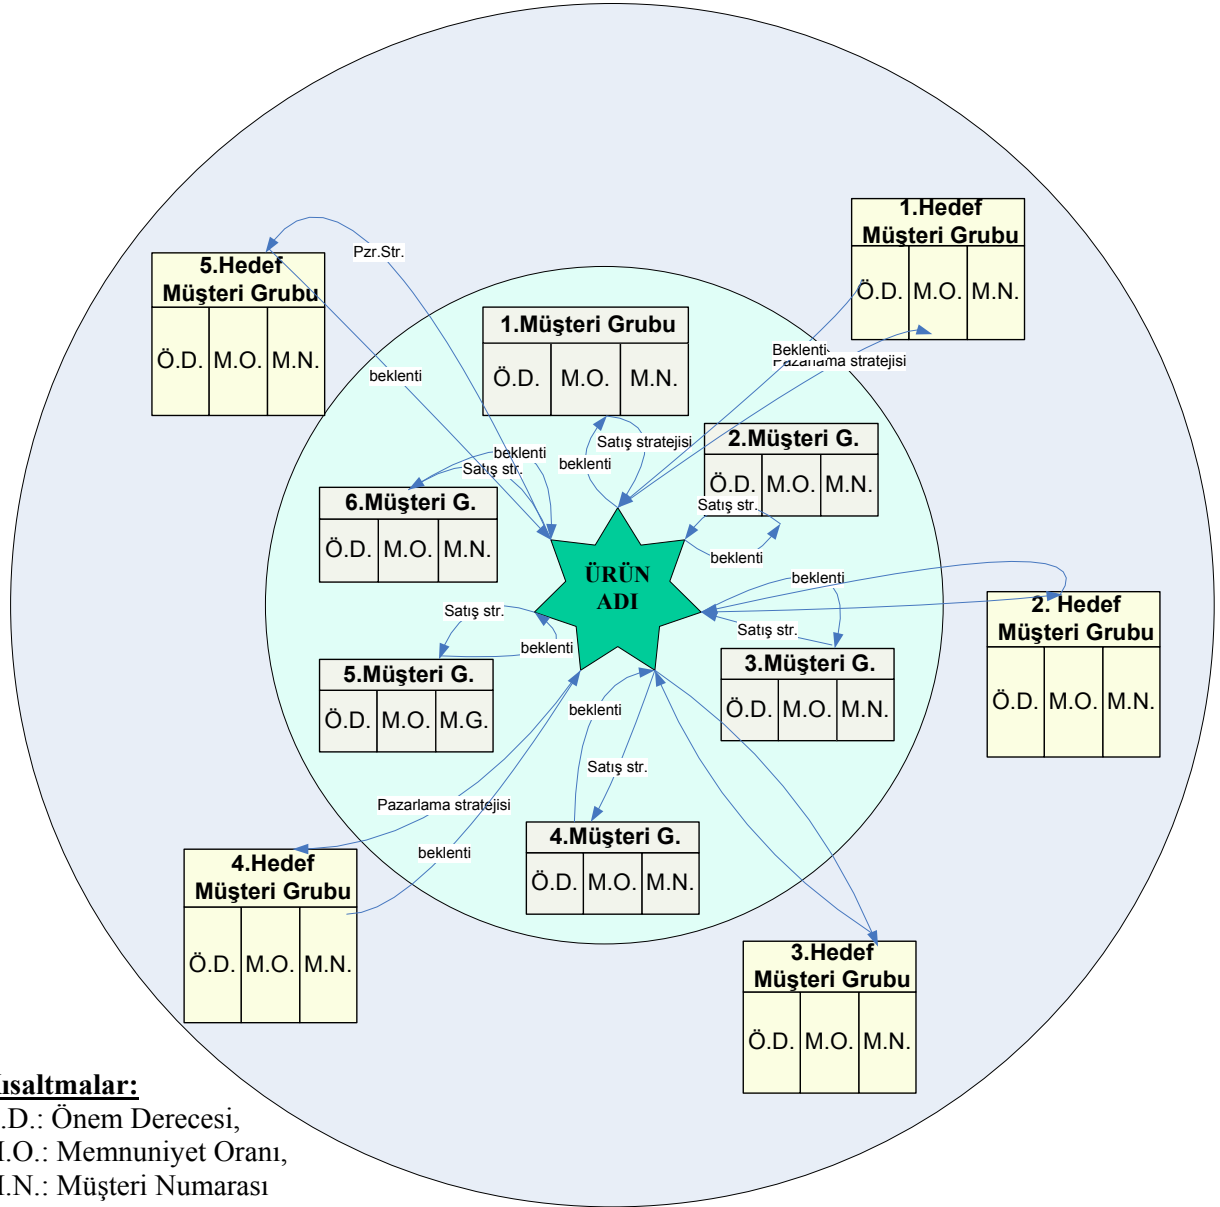 1.Hedef
Müşteri Grubu
Ö.D. M.O. M.N.
Pzr.Str.
5.Hedef
Müşteri Grubu
Ö.D. M.O. M.N.
beklenti
1.Müşteri Grubu
Ö.D. M.O. M.N.
Beklenti
Pazarlama stratejisi
Satış stratejisi
beklenti
2.Müşteri G.
Ö.D. M.O. M.N.
Satış str.
beklenti
beklenti
Satış str.
6.Müşteri G.
Ö.D. M.O. M.N.
ÜRÜN
ADI
beklenti
Satış str.
2. Hedef
Müşteri Grubu
Ö.D. M.O. M.N.
Satış str.
beklenti
5.Müşteri G.
Ö.D. M.O. M.G.
3.Müşteri G.
Ö.D. M.O. M.N.
beklenti
Satış str.
Pazarlama stratejisi
beklenti
4.Müşteri G.
Ö.D. M.O. M.N.
4.Hedef
Müşteri Grubu
Ö.D. M.O. M.N.
3.Hedef
Müşteri Grubu
Ö.D. M.O. M.N.
ısaltmalar:
.D.: Önem Derecesi,
.O.: Memnuniyet Oranı,
.N.: Müşteri Numarası